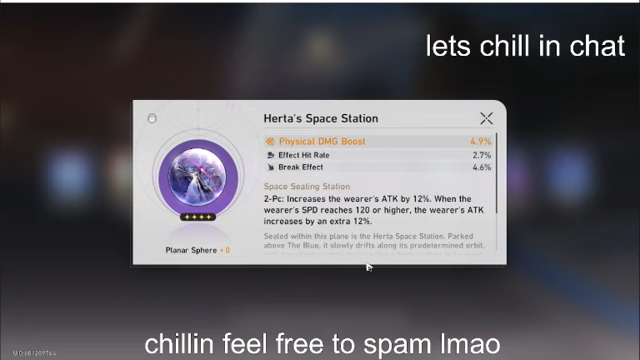 lets chill in chat
Herta's Space Station
Physical DMG Boost 4.9%
Effect Hit Rate 2.7%
Break Effect 4.6%
Space Sealing Station
2-Pc: Increases the wearer's ATK by 12%. When the
wearer's SPD reaches 120 or higher, the wearer's ATK
increases by an extra 12%.
Sealed within this plane is the Herta Space Station. Parked
above The Blue, it slowly drifts along its predetermined orbit,
Planar Sphere +0
chillin feel free to spam lmao